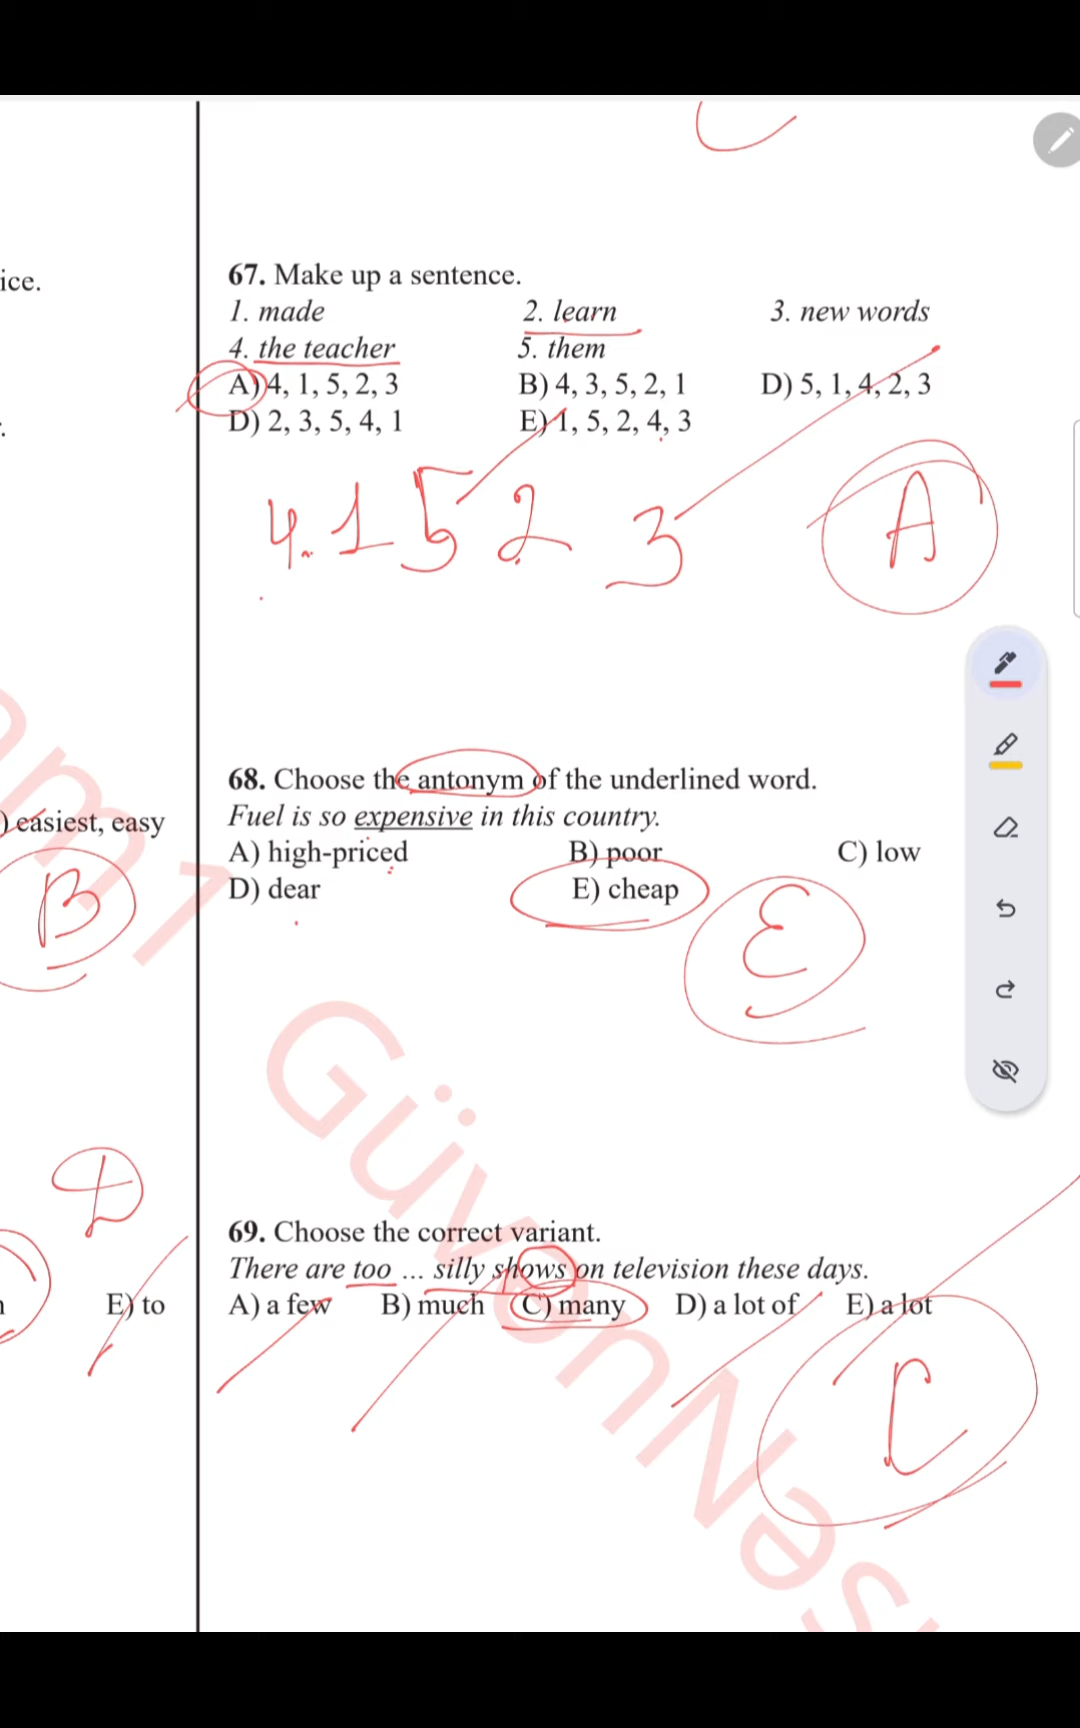 ice.
67. Make up a sentence.
1. made 2. learn 3. new words
4. the teacher 5. them
A) 4, 1, 5, 2, 3 B) 4, 3, 5, 2, 1 D) 5, 1, 4, 2, 3
D) 2, 3, 5, 4, 1 E) 1, 5, 2, 4, 3
4. 1 5 2 3 A
68. Choose the antonym of the underlined word.
) easiest, easy
Fuel is so expensive in this country.
A) high-priced B) poor C) low
D) dear E) cheap
B
E
D
69. Choose the correct variant.
There are too ... silly shows on television these days.
E) to
A) a few B) much C) many D) a lot of E) a lot
C
am1 GüvənNəs